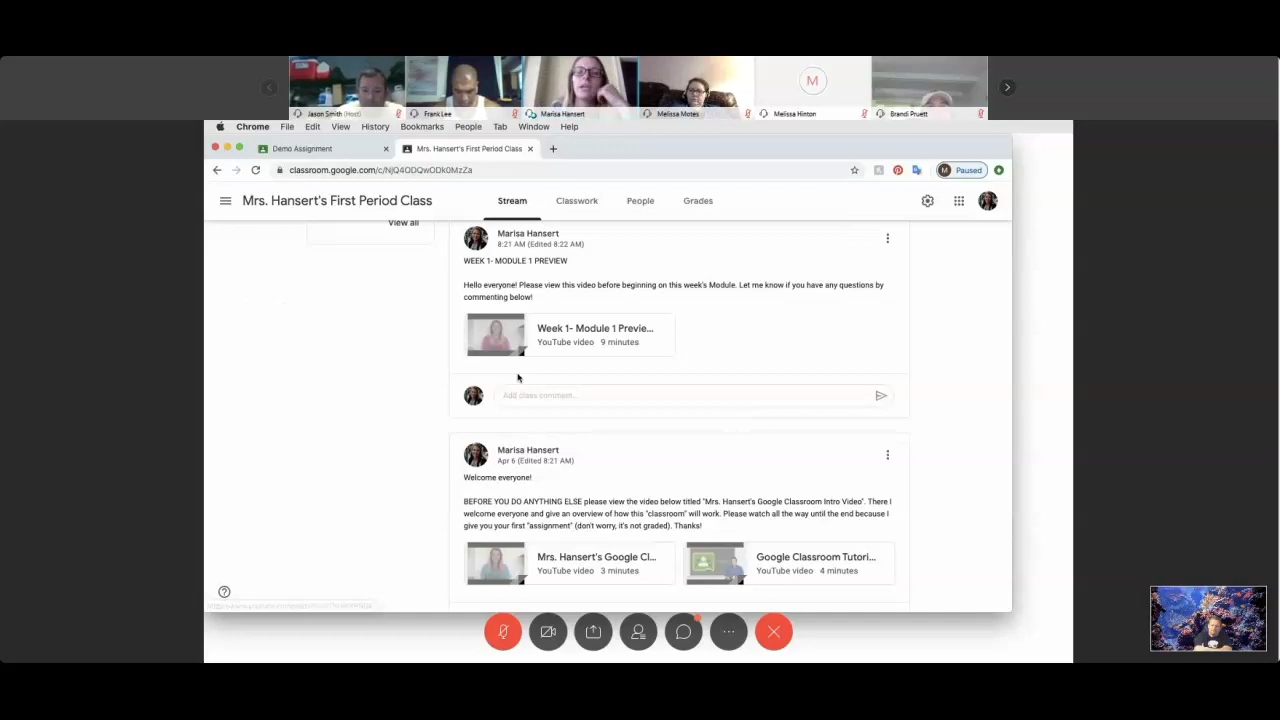 Jason Smith (Host)
Frank Lee
Marisa Hansert
Melissa Motes
M
Melissa Hinton
Brandi Pruett
Chrome File Edit View History Bookmarks People Tab Window Help
Demo Assignment
Mrs. Hansert's First Period Class
M Paused
Mrs. Hansert's First Period Class
Stream
Classwork
People
Grades
View all
Marisa Hansert
8:21 AM (Edited 8:22 AM)
WEEK 1- MODULE 1 PREVIEW
Hello everyone! Please view this video before beginning on this week's Module. Let me know if you have any questions by
commenting below!
Week 1- Module 1 Previe...
YouTube video 9 minutes
Add class comment...
Marisa Hansert
Apr 6 (Edited 8:21 AM)
Welcome everyone!
BEFORE YOU DO ANYTHING ELSE please view the video below titled "Mrs. Hansert's Google Classroom Intro Video". There I
welcome everyone and give an overview of how this "classroom" will work. Please watch all the way until the end because I
give you your first "assignment" (don't worry, it's not graded). Thanks!
Mrs. Hansert's Google Cl...
YouTube video 3 minutes
Google Classroom Tutori...
YouTube video 4 minutes